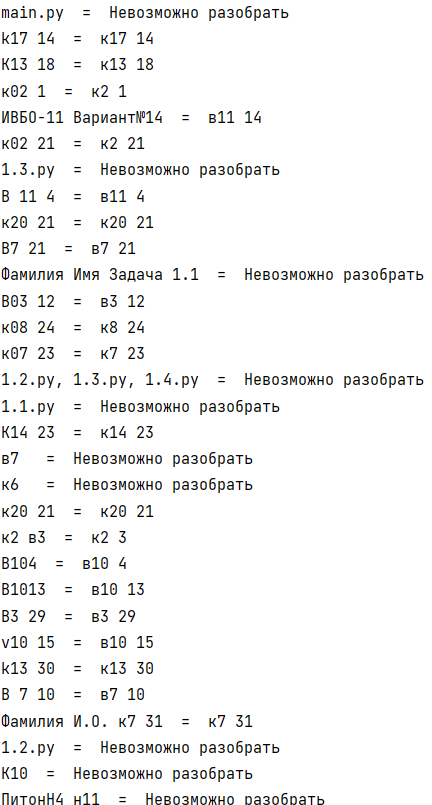 main.py  =  Невозможно разобрать
k17 14  =  к17 14
K13 18  =  к13 18
к02 1  =  к2 1
ИВБО-11 Вариант№14  =  в11 14
к02 21  =  к2 21
1.3.py  =  Невозможно разобрать
В 11 4  =  в11 4
к20 21  =  к20 21
В7 21  =  в7 21
Фамилия Имя Задача 1.1  =  Невозможно разобрать
В03 12  =  в3 12
к08 24  =  к8 24
к07 23  =  к7 23
1.2.py, 1.3.py, 1.4.py  =  Невозможно разобрать
1.1.py  =  Невозможно разобрать
К14 23  =  к14 23
в7   =  Невозможно разобрать
к6   =  Невозможно разобрать
к20 21  =  к20 21
к2 в3  =  к2 3
В104  =  в10 4
В1013  =  в10 13
В3 29  =  в3 29
v10 15  =  в10 15
k13 30  =  к13 30
В 7 10  =  в7 10
Фамилия И.О. к7 31  =  к7 31
1.2.py  =  Невозможно разобрать
К10  =  Невозможно разобрать
ПитонН4 н11  =  Невозможно разобрать